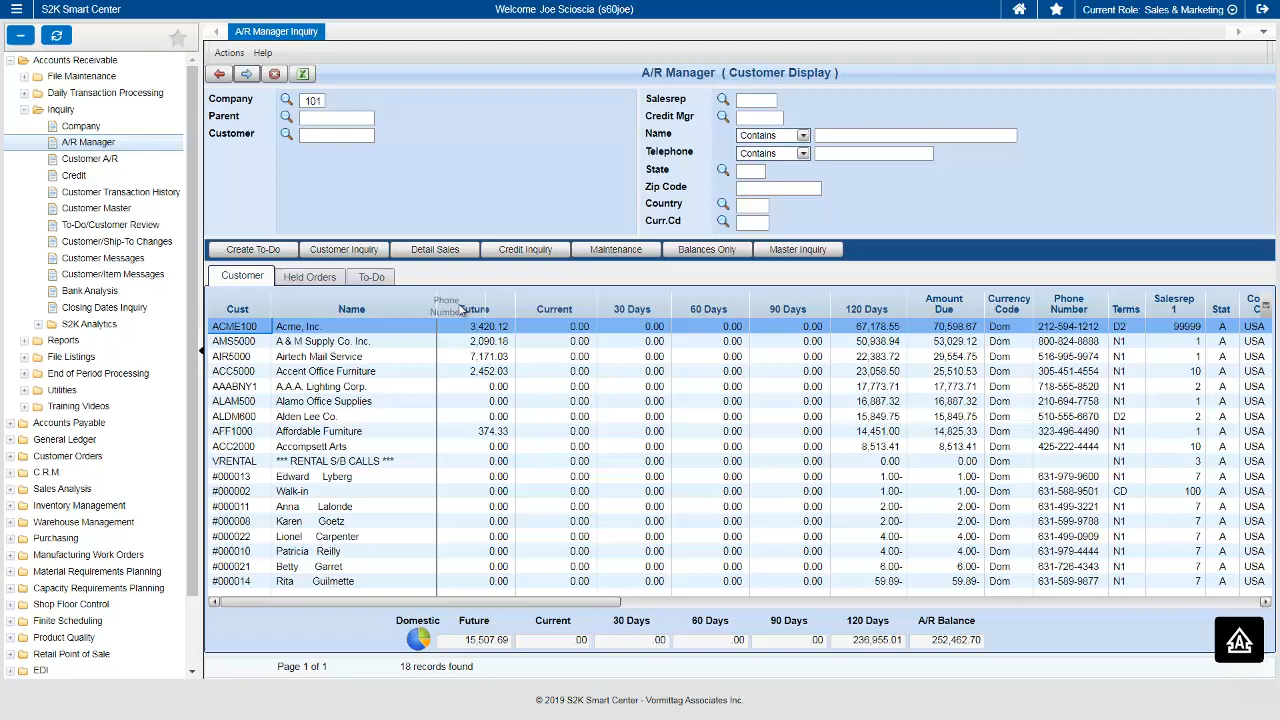 S2K Smart Center
Welcome Joe Scioscia (s60joe)
Current Role: Sales & Marketing
A/R Manager Inquiry
Accounts Receivable
File Maintenance
Daily Transaction Processing
Inquiry
Company
A/R Manager
Customer A/R
Credit
Customer Transaction History
Customer Master
To-Do/Customer Review
Customer/Ship-To Changes
Customer Messages
Customer/Item Messages
Bank Analysis
Closing Dates Inquiry
S2K Analytics
Reports
File Listings
End of Period Processing
Utilities
Training Videos
Accounts Payable
General Ledger
Customer Orders
C.R.M.
Sales Analysis
Inventory Management
Warehouse Management
Purchasing
Manufacturing Work Orders
Material Requirements Planning
Capacity Requirements Planning
Shop Floor Control
Finite Scheduling
Product Quality
Retail Point of Sale
EDI
Actions Help
A/R Manager ( Customer Display )
Company 101
Parent
Customer
Salesrep
Credit Mgr
Name Contains
Telephone Contains
State
Zip Code
Country
Curr.Cd
Create To-Do Customer Inquiry Detail Sales Credit Inquiry Maintenance Balances Only Master Inquiry
Customer Held Orders To-Do
Phone Number
Cust Name Future Current 30 Days 60 Days 90 Days 120 Days Amount Due Currency Code Phone Number Terms Salesrep 1 Stat Co C
ACME100 Acme, Inc. 3,420.12 0.00 0.00 0.00 0.00 67,178.55 70,598.67 Dom 212-594-1212 D2 99999 A USA
AMS5000 A & M Supply Co. Inc. 2,090.18 0.00 0.00 0.00 0.00 50,938.94 53,029.12 Dom 800-824-8888 N1 1 A USA
AIR5000 Airtech Mail Service 7,171.03 0.00 0.00 0.00 0.00 22,383.72 29,554.75 Dom 516-995-9974 N1 1 A USA
ACC5000 Accent Office Furniture 2,452.03 0.00 0.00 0.00 0.00 23,058.50 25,510.53 Dom 305-451-4554 N1 10 A USA
AAABNY1 A.A.A. Lighting Corp. 0.00 0.00 0.00 0.00 0.00 17,773.71 17,773.71 Dom 718-555-8520 N1 2 A USA
ALAM500 Alamo Office Supplies 0.00 0.00 0.00 0.00 0.00 16,887.32 16,887.32 Dom 210-694-7758 N1 1 A USA
ALDM600 Alden Lee Co. 0.00 0.00 0.00 0.00 0.00 15,849.75 15,849.75 Dom 510-555-6670 D2 2 A USA
AFF1000 Affordable Furniture 374.33 0.00 0.00 0.00 0.00 14,451.00 14,825.33 Dom 323-496-4490 N1 1 A USA
ACC2000 Accompsett Arts 0.00 0.00 0.00 0.00 0.00 8,513.41 8,513.41 Dom 425-222-4444 N1 10 A USA
VRENTAL *** RENTAL S/B CALLS *** 0.00 0.00 0.00 0.00 0.00 0.00 0.00 Dom N1 3 A USA
#000013 Edward Lyberg 0.00 0.00 0.00 0.00 0.00 1.00- 1.00- Dom 631-979-9600 N1 7 A USA
#000002 Walk-in 0.00 0.00 0.00 0.00 0.00 1.00- 1.00- Dom 631-588-9501 CD 100 A USA
#000011 Anna Lalonde 0.00 0.00 0.00 0.00 0.00 2.00- 2.00- Dom 631-499-3221 N1 7 A USA
#000008 Karen Goetz 0.00 0.00 0.00 0.00 0.00 2.00- 2.00- Dom 631-599-9788 N1 7 A USA
#000022 Lionel Carpenter 0.00 0.00 0.00 0.00 0.00 4.00- 4.00- Dom 631-499-0909 N1 7 A USA
#000010 Patricia Reilly 0.00 0.00 0.00 0.00 0.00 4.00- 4.00- Dom 631-979-4444 N1 7 A USA
#000021 Betty Garret 0.00 0.00 0.00 0.00 0.00 6.00- 6.00- Dom 631-726-4343 N1 7 A USA
#000014 Rita Guilmette 0.00 0.00 0.00 0.00 0.00 59.89- 59.89- Dom 631-589-9877 N1 7 A USA
Domestic Future Current 30 Days 60 Days 90 Days 120 Days A/R Balance
15,507.69 .00 .00 .00 .00 236,955.01 252,462.70
Page 1 of 1 18 records found
© 2019 S2K Smart Center - Vormittag Associates Inc.